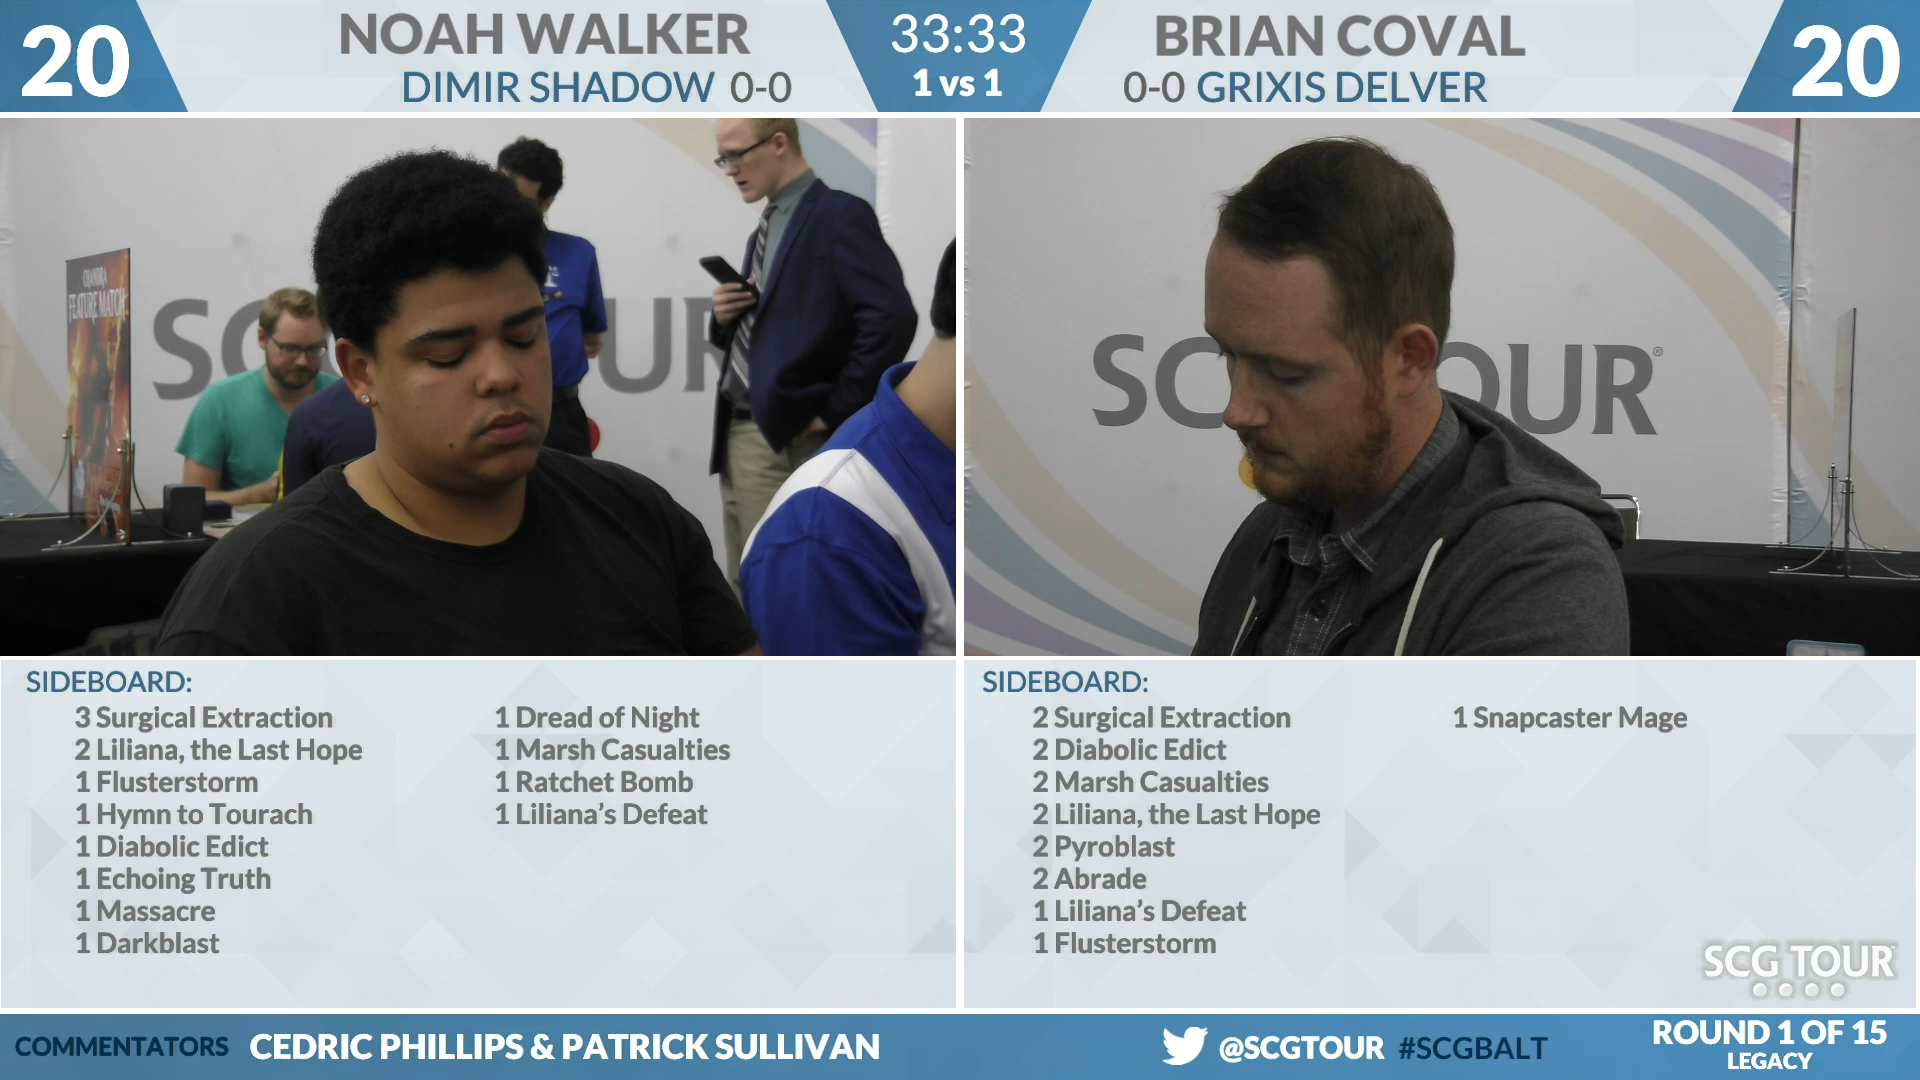 20
NOAH WALKER
DIMIR SHADOW 0-0
33:33
1 vs 1
BRIAN COVAL
0-0 GRIXIS DELVER
20
CHANDRA
FEATURE MATCH
SCG TOUR
SIDEBOARD:
3 Surgical Extraction
2 Liliana, the Last Hope
1 Flusterstorm
1 Hymn to Tourach
1 Diabolic Edict
1 Echoing Truth
1 Massacre
1 Darkblast
1 Dread of Night
1 Marsh Casualties
1 Ratchet Bomb
1 Liliana's Defeat
SIDEBOARD:
2 Surgical Extraction
2 Diabolic Edict
2 Marsh Casualties
2 Liliana, the Last Hope
2 Pyroblast
2 Abrade
1 Liliana's Defeat
1 Flusterstorm
1 Snapcaster Mage
SCG TOUR
COMMENTATORS CEDRIC PHILLIPS & PATRICK SULLIVAN
@SCGTOUR #SCGBALT
ROUND 1 OF 15
LEGACY